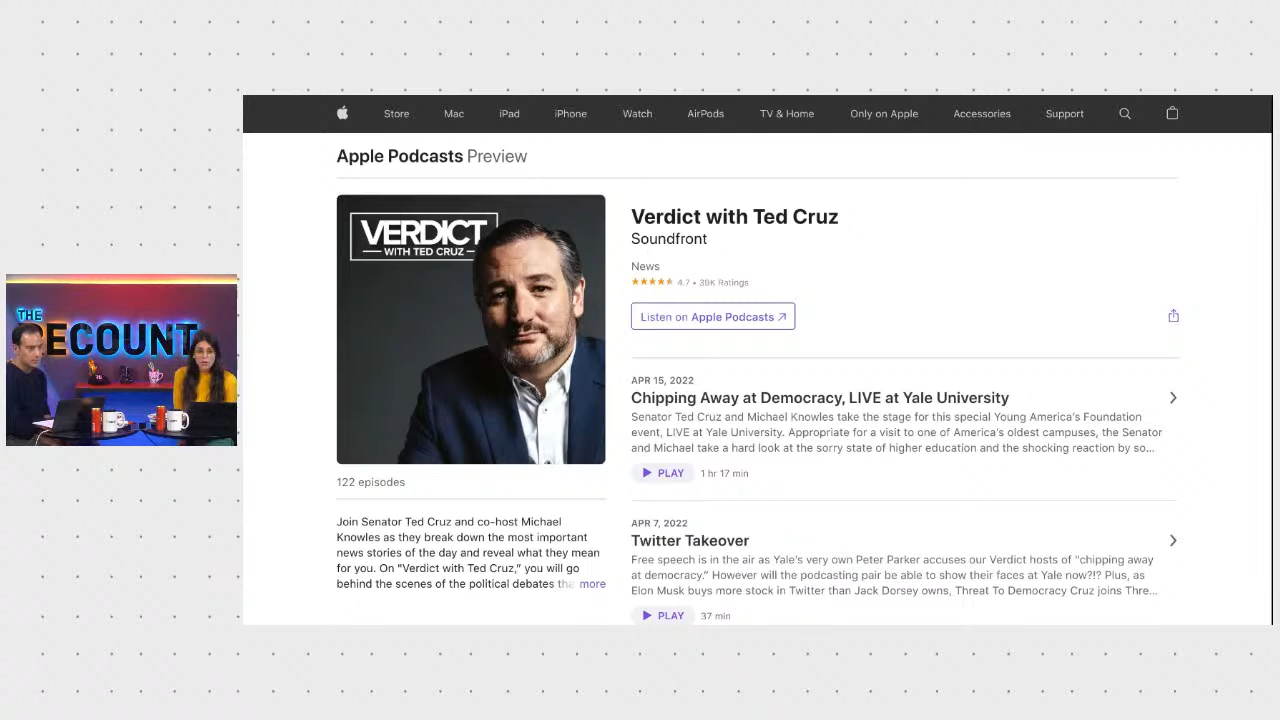 Store Mac iPad iPhone Watch AirPods TV & Home Only on Apple Accessories Support
Apple Podcasts Preview
VERDICT
WITH TED CRUZ
122 episodes
Join Senator Ted Cruz and co-host Michael
Knowles as they break down the most important
news stories of the day and reveal what they mean
for you. On "Verdict with Ted Cruz," you will go
behind the scenes of the political debates tha more
Verdict with Ted Cruz
Soundfront
News
4.7 • 39K Ratings
Listen on Apple Podcasts ↗
APR 15, 2022
Chipping Away at Democracy, LIVE at Yale University
Senator Ted Cruz and Michael Knowles take the stage for this special Young America's Foundation
event, LIVE at Yale University. Appropriate for a visit to one of America's oldest campuses, the Senator
and Michael take a hard look at the sorry state of higher education and the shocking reaction by so...
PLAY 1 hr 17 min
APR 7, 2022
Twitter Takeover
Free speech is in the air as Yale's very own Peter Parker accuses our Verdict hosts of "chipping away
at democracy." However will the podcasting pair be able to show their faces at Yale now?!? Plus, as
Elon Musk buys more stock in Twitter than Jack Dorsey owns, Threat To Democracy Cruz joins Thre...
PLAY 37 min
THE
RECOUNT